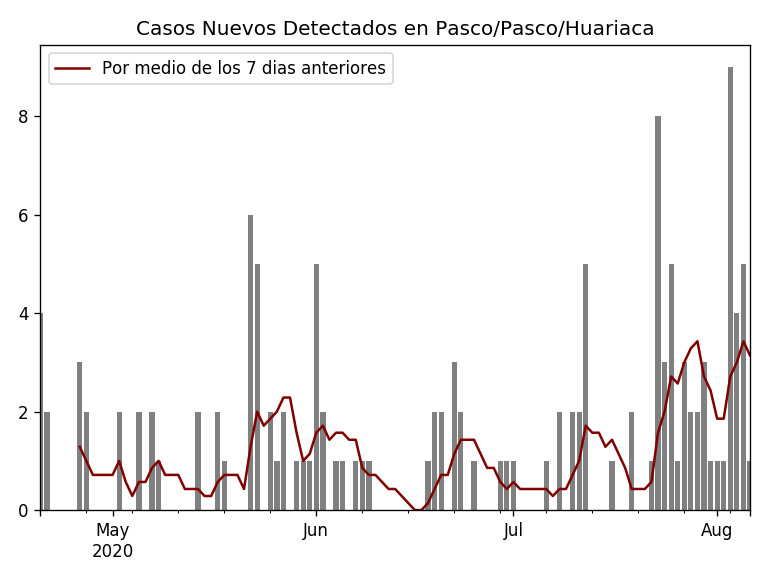 Casos Nuevos Detectados en Pasco/Pasco/Huariaca
Por medio de los 7 dias anteriores
8
6
4
2
0
May Jun Jul Aug
2020